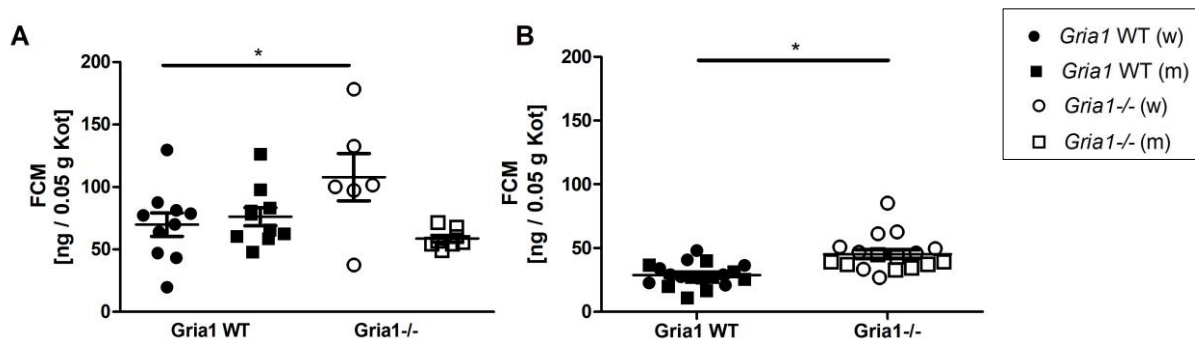 A
*
FCM
[ng / 0.05 g Kot]
200
150
100
50
0
Gria1 WT
Gria1-/-
B
*
FCM
[ng / 0.05 g Kot]
200
150
100
50
0
Gria1 WT
Gria1-/-
Gria1 WT (w)
Gria1 WT (m)
Gria1-/- (w)
Gria1-/- (m)